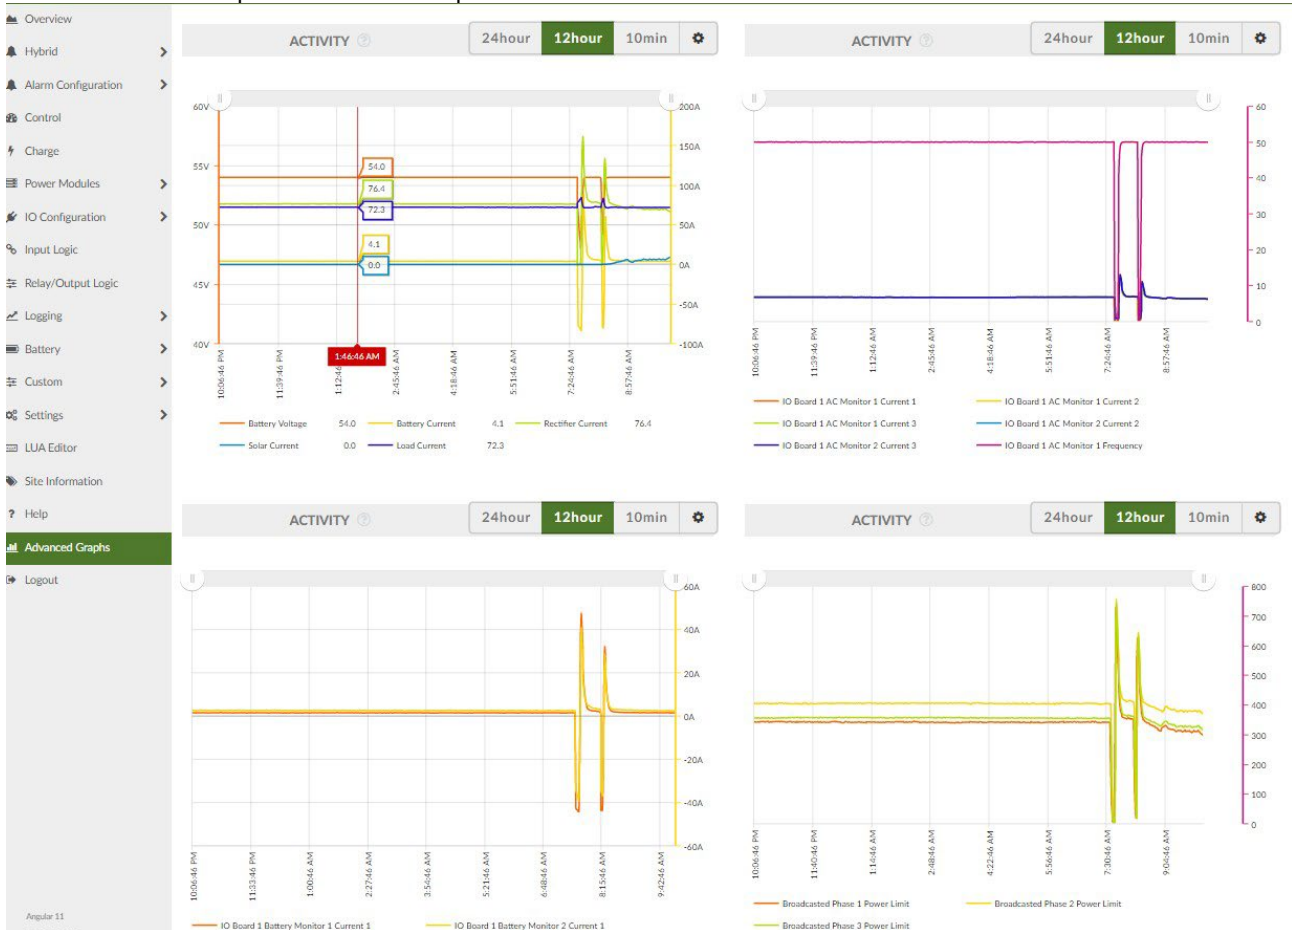 Overview
Hybrid
Alarm Configuration
Control
Charge
Power Modules
IO Configuration
Input Logic
Relay/Output Logic
Logging
Battery
Custom
Settings
LUA Editor
Site Information
? Help
Advanced Graphs
Logout
Angular 11
ACTIVITY ? 24hour 12hour 10min
60V
55V
50V
45V
40V
200A
150A
100A
50A
0A
-50A
-100A
54.0
76.4
72.3
4.1
0.0
1:46:46 AM
10:06:46 PM
11:39:46 PM
1:12:46
2:45:46 AM
4:18:46 AM
5:51:46 AM
7:24:46 AM
8:57:46 AM
Battery Voltage 54.0 Battery Current 4.1 Rectifier Current 76.4
Solar Current 0.0 Load Current 72.3
ACTIVITY ? 24hour 12hour 10min
60
50
40
30
20
10
0
10:06:46 PM
11:39:46 PM
1:12:46 AM
2:45:46 AM
4:18:46 AM
5:51:46 AM
7:24:46 AM
8:57:46 AM
IO Board 1 AC Monitor 1 Current 1 IO Board 1 AC Monitor 1 Current 2
IO Board 1 AC Monitor 1 Current 3 IO Board 1 AC Monitor 2 Current 2
IO Board 1 AC Monitor 2 Current 3 IO Board 1 AC Monitor 1 Frequency
ACTIVITY ? 24hour 12hour 10min
60A
40A
20A
0A
-20A
-40A
-60A
10:06:46 PM
11:33:46 PM
1:00:46 AM
2:27:46 AM
3:54:46 AM
5:21:46 AM
6:48:46 AM
8:15:46 AM
9:42:46 AM
IO Board 1 Battery Monitor 1 Current 1 IO Board 1 Battery Monitor 2 Current 1
ACTIVITY ? 24hour 12hour 10min
800
700
600
500
400
300
200
100
0
10:06:46 PM
11:40:46 PM
1:14:46 AM
2:48:46 AM
4:22:46 AM
5:56:46 AM
7:30:46 AM
9:04:46 AM
Broadcasted Phase 1 Power Limit Broadcasted Phase 2 Power Limit
Broadcasted Phase 3 Power Limit